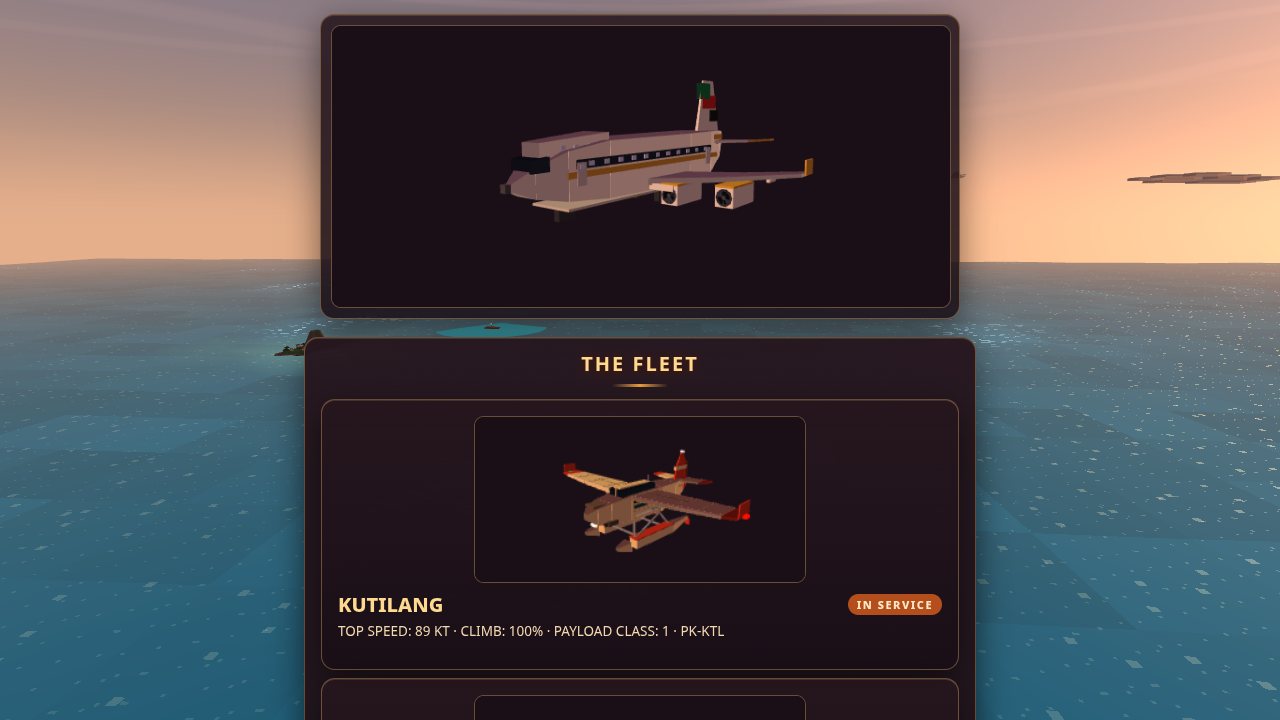 THE FLEET
KUTILANG
IN SERVICE
TOP SPEED: 89 KT · CLIMB: 100% · PAYLOAD CLASS: 1 · PK-KTL